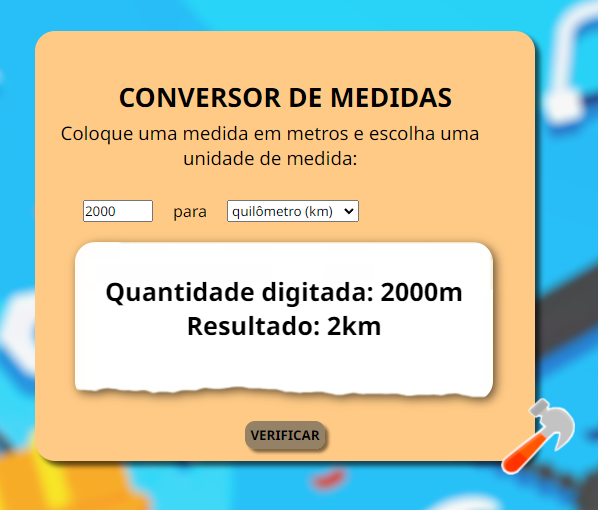 CONVERSOR DE MEDIDAS
Coloque uma medida em metros e escolha uma
unidade de medida:
2000 para quilômetro (km)
Quantidade digitada: 2000m
Resultado: 2km
VERIFICAR